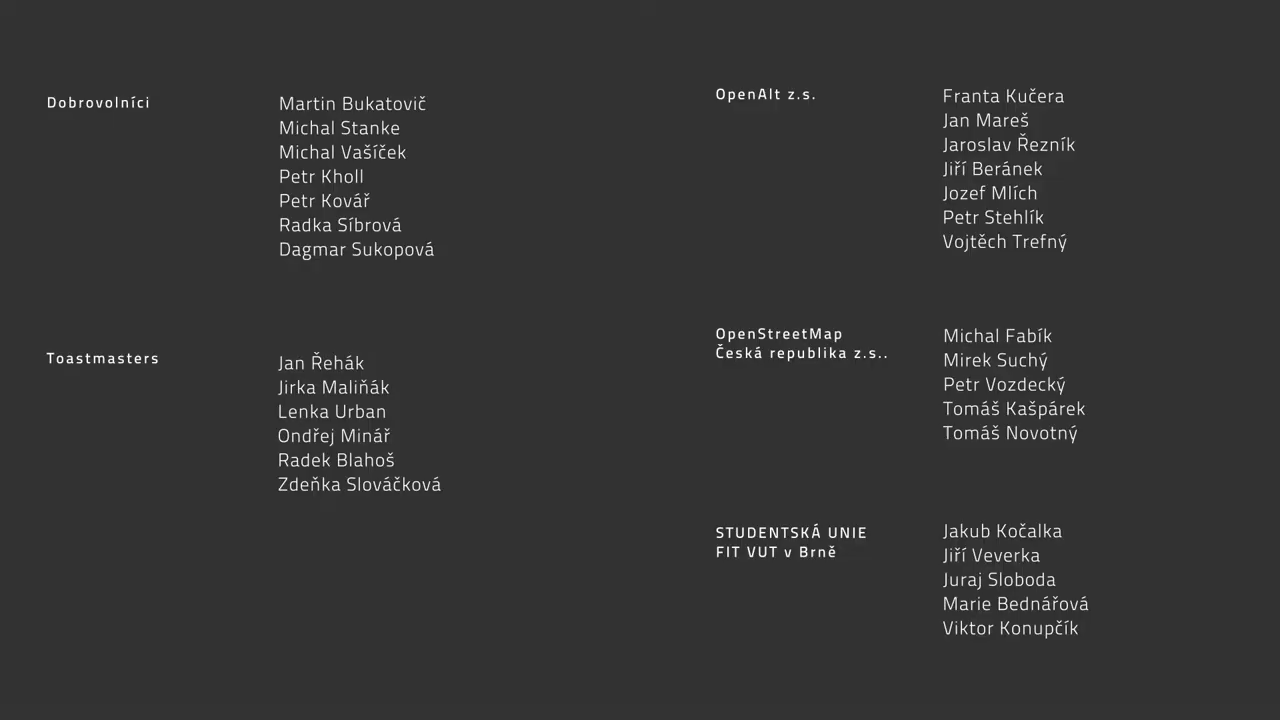 Dobrovolníci
Martin Bukatovič
Michal Stanke
Michal Vašíček
Petr Kholl
Petr Kovář
Radka Síbrová
Dagmar Sukopová
Toastmasters
Jan Řehák
Jirka Maliňák
Lenka Urban
Ondřej Minář
Radek Blahoš
Zdeňka Slováčková
OpenAlt z.s.
Franta Kučera
Jan Mareš
Jaroslav Řezník
Jiří Beránek
Jozef Mlích
Petr Stehlík
Vojtěch Trefný
OpenStreetMap
Česká republika z.s..
Michal Fabík
Mirek Suchý
Petr Vozdecký
Tomáš Kašpárek
Tomáš Novotný
STUDENTSKÁ UNIE
FIT VUT v Brně
Jakub Kočalka
Jiří Veverka
Juraj Sloboda
Marie Bednářová
Viktor Konupčík